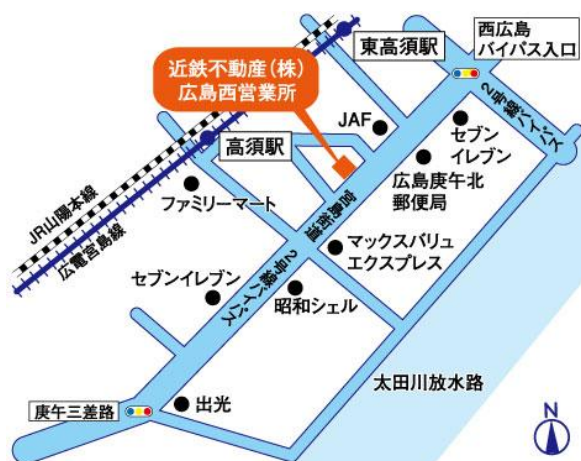 東高須駅
西広島
バイパス入口
近鉄不動産(株)
広島西営業所
2号線バイパス
JAF
セブン
イレブン
高須駅
広島庚午北
郵便局
ファミリーマート
宮島街道
JR山陽本線
広電宮島線
マックスバリュ
エクスプレス
セブンイレブン
2号線バイパス
昭和シェル
太田川放水路
出光
庚午三差路
N